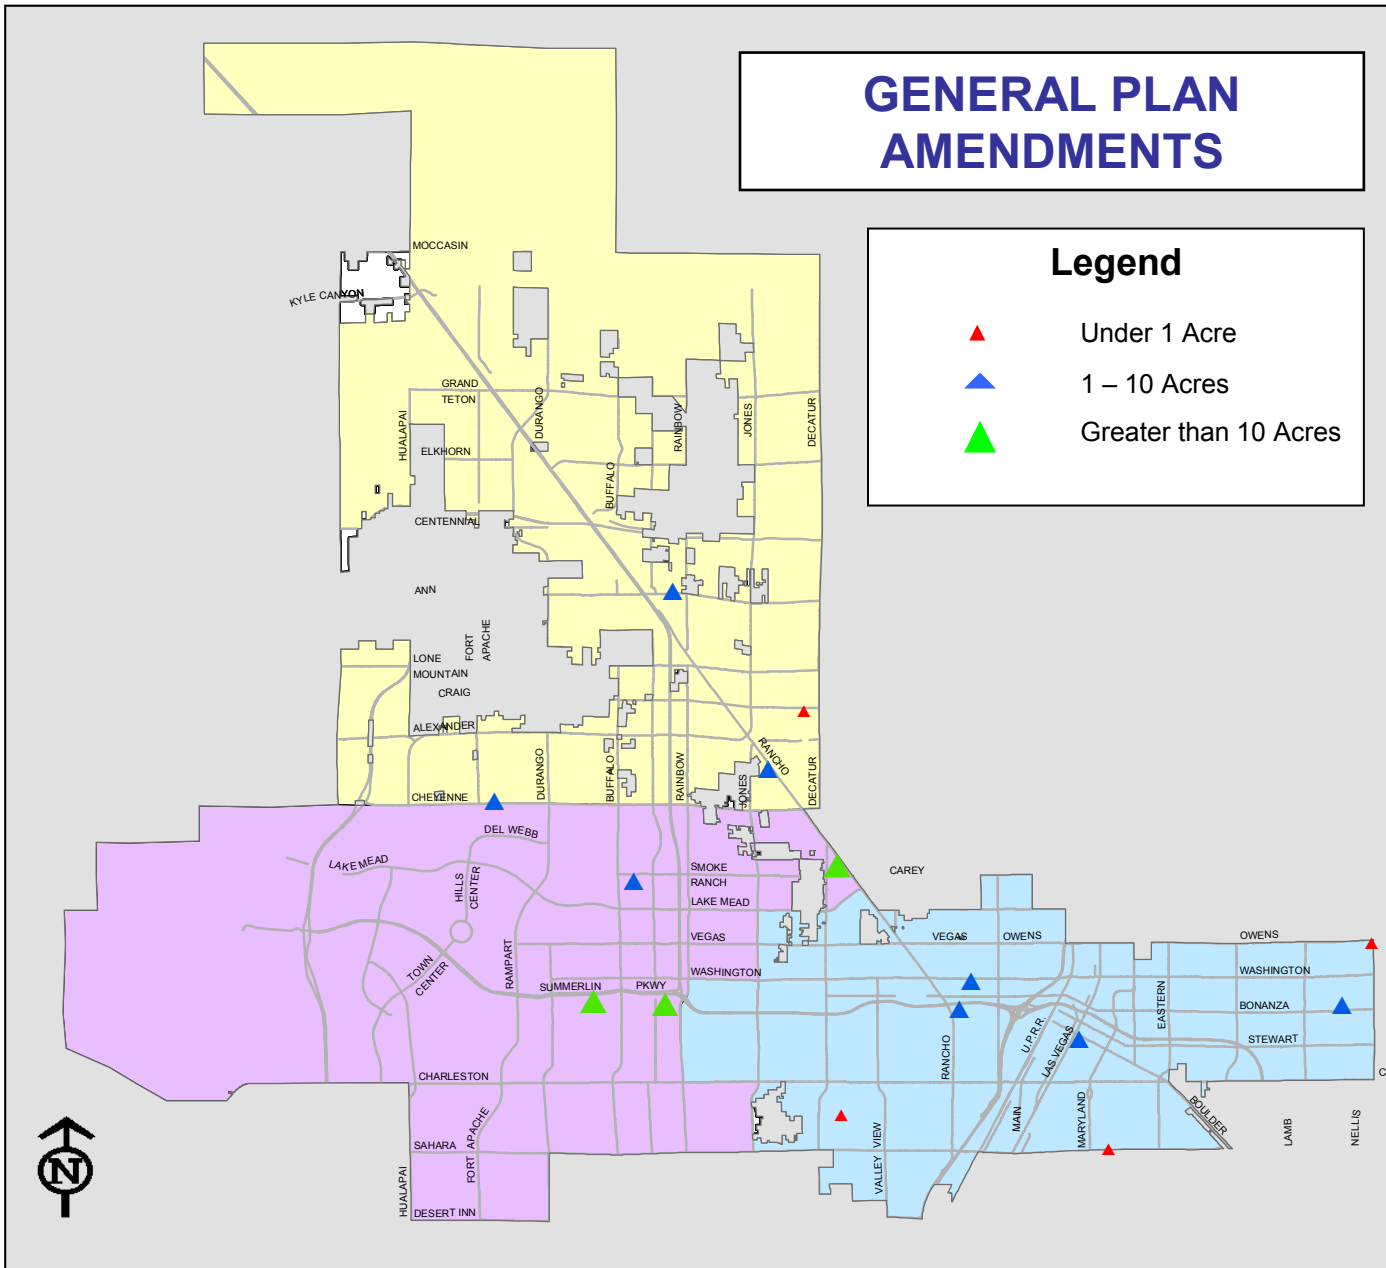 GENERAL PLAN
AMENDMENTS
Legend
Under 1 Acre
1 – 10 Acres
Greater than 10 Acres
MOCCASIN
KYLE CANYON
GRAND
TETON
HUALAPAI
ELKHORN
DURANGO
BUFFALO
RAINBOW
JONES
DECATUR
CENTENNIAL
ANN
FORT
APACHE
LONE
MOUNTAIN
CRAIG
ALEXANDER
RANCHO
CHEYENNE
DURANGO
BUFFALO
RAINBOW
JONES
DECATUR
DEL WEBB
LAKE MEAD
HILLS
CENTER
SMOKE
RANCH
LAKE MEAD
CAREY
VEGAS
VEGAS
OWENS
OWENS
TOWN
CENTER
RAMPART
WASHINGTON
WASHINGTON
SUMMERLIN
PKWY
EASTERN
BONANZA
STEWART
U.P.R.R.
LAS VEGAS
RANCHO
CHARLESTON
C
FORT
APACHE
SAHARA
VALLEY VIEW
MAIN
MARYLAND
BOULDER
LAMB
NELLIS
HUALAPAI
DESERT INN
N